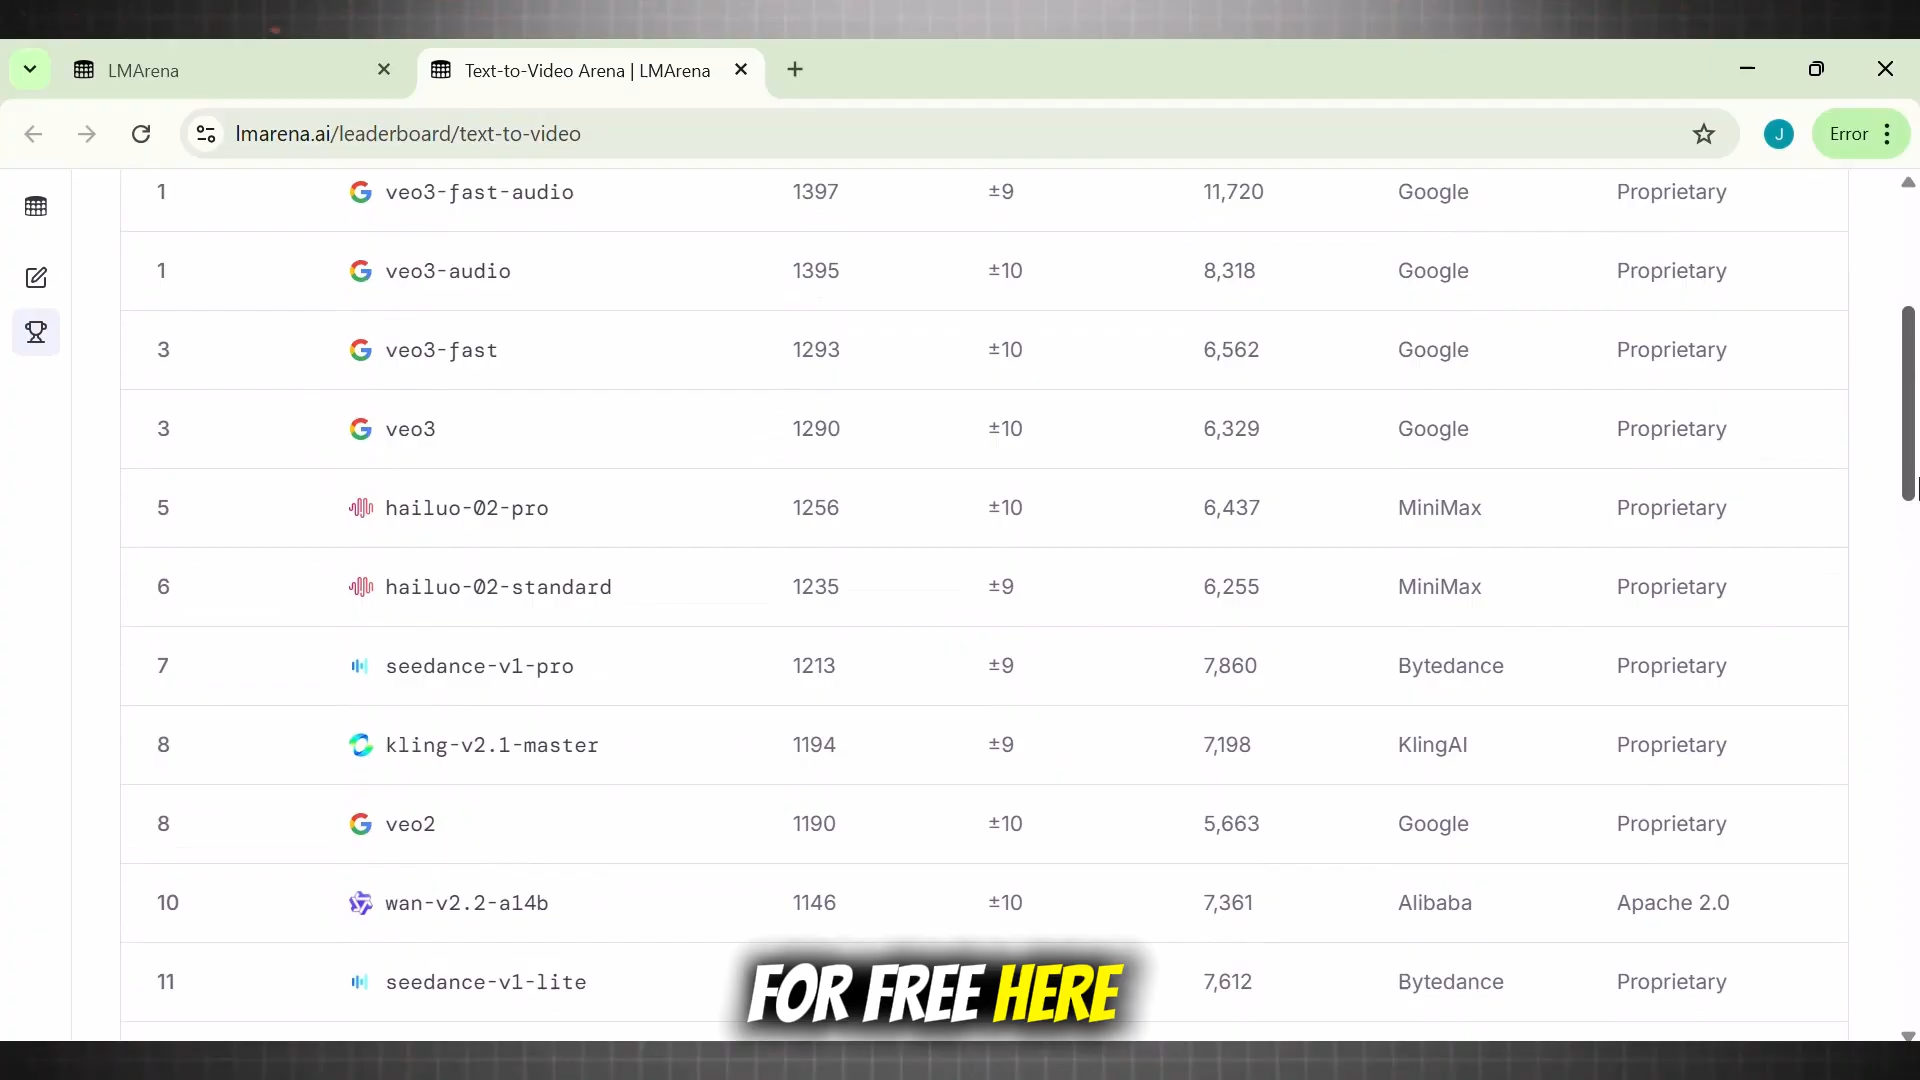 LMArena
Text-to-Video Arena | LMArena
lmarena.ai/leaderboard/text-to-video
J
Error
1 veo3-fast-audio 1397 ±9 11,720 Google Proprietary
1 veo3-audio 1395 ±10 8,318 Google Proprietary
3 veo3-fast 1293 ±10 6,562 Google Proprietary
3 veo3 1290 ±10 6,329 Google Proprietary
5 hailuo-02-pro 1256 ±10 6,437 MiniMax Proprietary
6 hailuo-02-standard 1235 ±9 6,255 MiniMax Proprietary
7 seedance-v1-pro 1213 ±9 7,860 Bytedance Proprietary
8 kling-v2.1-master 1194 ±9 7,198 KlingAI Proprietary
8 veo2 1190 ±10 5,663 Google Proprietary
10 wan-v2.2-a14b 1146 ±10 7,361 Alibaba Apache 2.0
11 seedance-v1-lite 7,612 Bytedance Proprietary
FOR FREE HERE